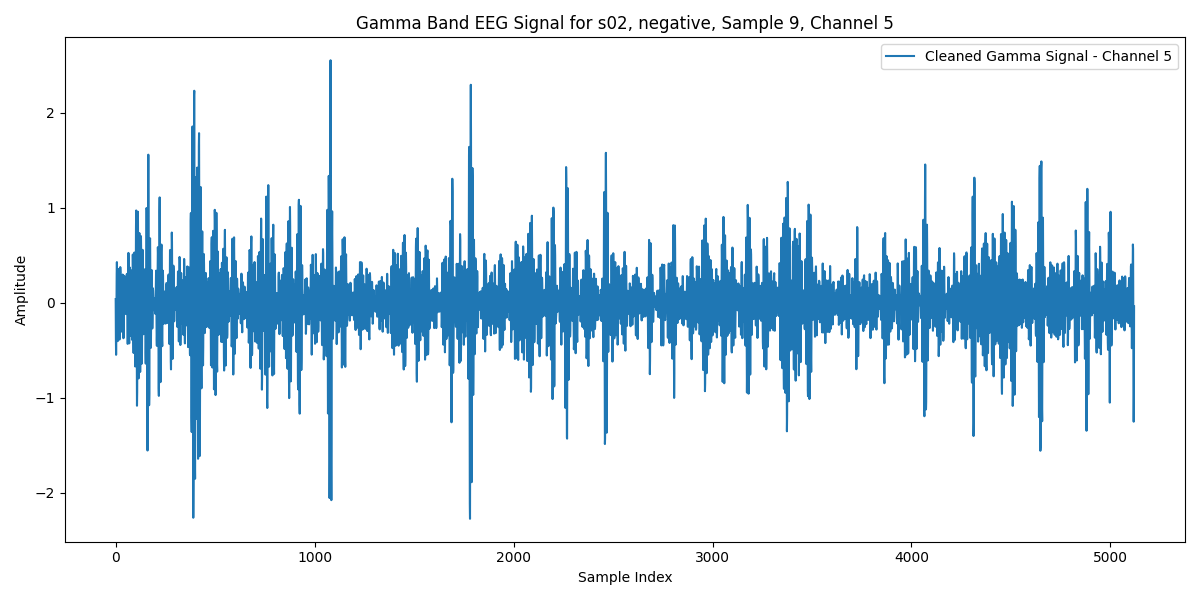 Gamma Band EEG Signal for s02, negative, Sample 9, Channel 5
Cleaned Gamma Signal - Channel 5
Amplitude
2
1
0
−1
−2
0 1000 2000 3000 4000 5000
Sample Index